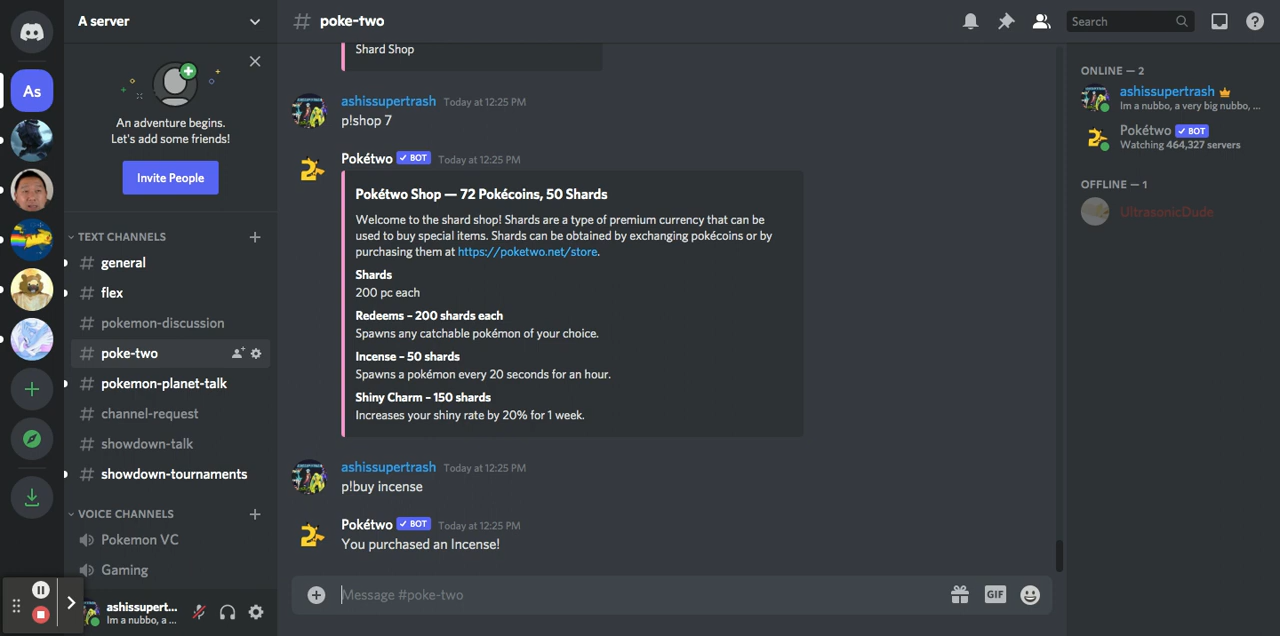 A server
# poke-two
Search
As
An adventure begins.
Let's add some friends!
Invite People
TEXT CHANNELS
# general
# flex
# pokemon-discussion
# poke-two
# pokemon-planet-talk
# channel-request
# showdown-talk
# showdown-tournaments
VOICE CHANNELS
Pokemon VC
Gaming
ashissupert...
Im a nubbo, a ...
Shard Shop
ashissupertrash Today at 12:25 PM
p!shop 7
Pokétwo ✓ BOT Today at 12:25 PM
Pokétwo Shop — 72 Pokécoins, 50 Shards
Welcome to the shard shop! Shards are a type of premium currency that can be
used to buy special items. Shards can be obtained by exchanging pokécoins or by
purchasing them at https://poketwo.net/store.
Shards
200 pc each
Redeems – 200 shards each
Spawns any catchable pokémon of your choice.
Incense – 50 shards
Spawns a pokémon every 20 seconds for an hour.
Shiny Charm – 150 shards
Increases your shiny rate by 20% for 1 week.
ashissupertrash Today at 12:25 PM
p!buy incense
Pokétwo ✓ BOT Today at 12:25 PM
You purchased an Incense!
Message #poke-two
GIF
ONLINE — 2
ashissupertrash
Im a nubbo, a very big nubbo, ...
Pokétwo ✓ BOT
Watching 464,327 servers
OFFLINE — 1
UltrasonicDude